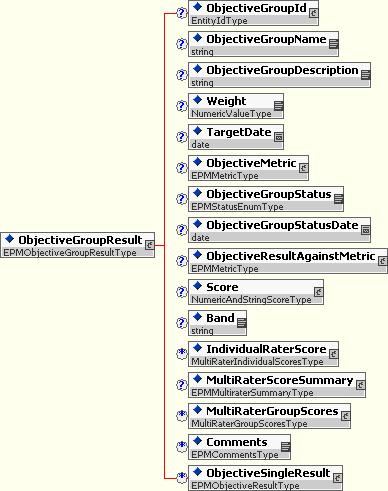 ObjectiveGroupId
EntityIdType
ObjectiveGroupName
string
ObjectiveGroupDescription
string
Weight
NumericValueType
TargetDate
date
ObjectiveMetric
EPMMetricType
ObjectiveGroupStatus
EPMStatusEnumType
ObjectiveGroupStatusDate
date
ObjectiveGroupResult
EPMObjectiveGroupResultType
ObjectiveResultAgainstMetric
EPMMetricType
Score
NumericAndStringScoreType
Band
string
IndividualRaterScore
MultiRaterIndividualScoresType
MultiRaterScoreSummary
EPMMultiraterSummaryType
MultiRaterGroupScores
MultiRaterGroupScoresType
Comments
EPMCommentsType
ObjectiveSingleResult
EPMObjectiveResultType